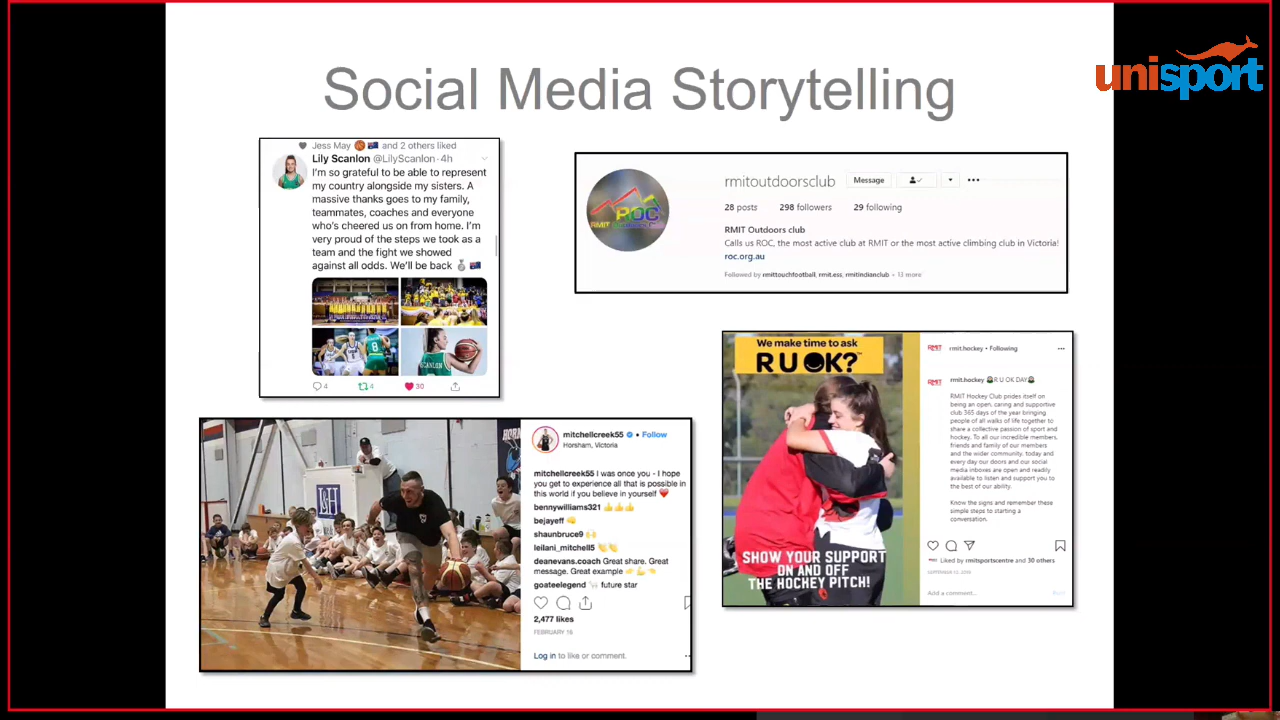 Social Media Storytelling
unisport
Jess May 🏀 🇦🇺 and 2 others liked
Lily Scanlon @LilyScanlon · 4h
I'm so grateful to be able to represent
my country alongside my sisters. A
massive thanks goes to my family,
teammates, coaches and everyone
who's cheered us on from home. I'm
very proud of the steps we took as a
team and the fight we showed
against all odds. We'll be back 🥈 🇦🇺
SCANLON
4
4
30
ROC
rmitoutdoorsclub
Message
28 posts
298 followers
29 following
RMIT Outdoors club
Calls us ROC, the most active club at RMIT or the most active climbing club in Victoria!
roc.org.au
Followed by rmittouchfootball, rmit.ess, rmitindianclub + 13 more
We make time to ask
R U OK?
SHOW YOUR SUPPORT
ON AND OFF
THE HOCKEY PITCH!
RMIT
rmit.hockey • Following
RMIT
rmit.hockey R U OK DAY
RMIT Hockey Club prides itself on
being an open, caring and supportive
club 365 days of the year bringing
people of all walks of life together to
share a collective passion of sport and
hockey. To all our incredible members,
friends and family of our members
and the wider community, today and
every day our doors and our social
media inboxes are open and readily
available to listen and support you to
the best of our ability.
Know the signs and remember these
simple steps to starting a
conversation.
Liked by rmitsportscentre and 30 others
Add a comment...
mitchellcreek55 • Follow
Horsham, Victoria
mitchellcreek55 I was once you - I hope
you get to experience all that is possible in
this world if you believe in yourself ❤️
bennywilliams321 👍👍👍
bejayeff 👊
shaunbruce9 🙌
leilani_mitchell5 👏👏
deanevans.coach Great share. Great
message. Great example 👊💪👊
goateelegend 🐐 future star
2,477 likes
FEBRUARY 16
Log in to like or comment.